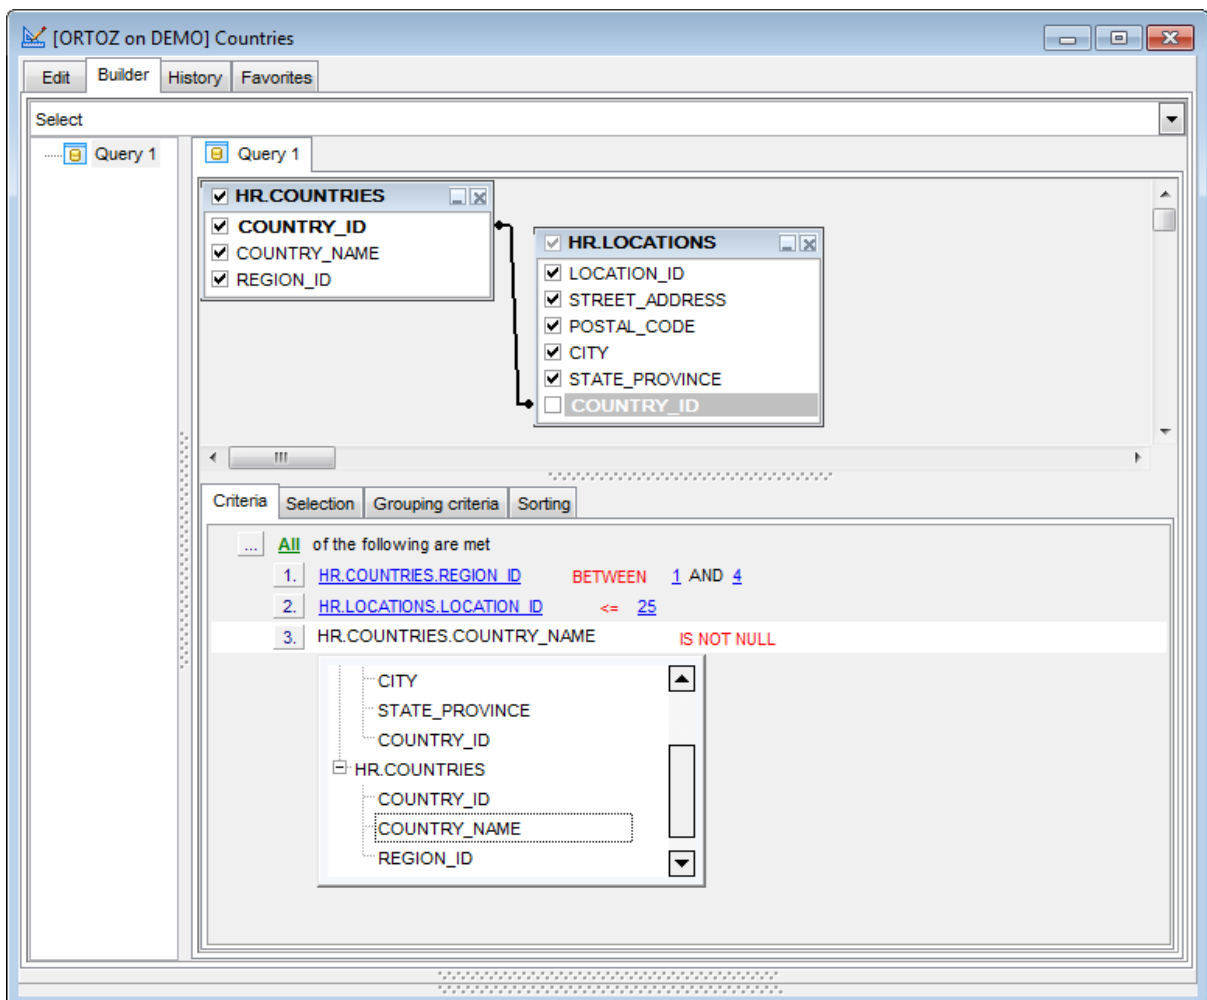 [ORTOZ on DEMO] Countries
Edit Builder History Favorites
Select
Query 1
Query 1
HR.COUNTRIES
COUNTRY_ID
COUNTRY_NAME
REGION_ID
HR.LOCATIONS
LOCATION_ID
STREET_ADDRESS
POSTAL_CODE
CITY
STATE_PROVINCE
COUNTRY_ID
Criteria Selection Grouping criteria Sorting
... All of the following are met
1. HR.COUNTRIES.REGION_ID BETWEEN 1 AND 4
2. HR.LOCATIONS.LOCATION_ID <= 25
3. HR.COUNTRIES.COUNTRY_NAME IS NOT NULL
CITY
STATE_PROVINCE
COUNTRY_ID
HR.COUNTRIES
COUNTRY_ID
COUNTRY_NAME
REGION_ID